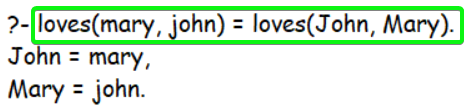 ?- loves(mary, john) = loves(John, Mary).
John = mary,
Mary = john.